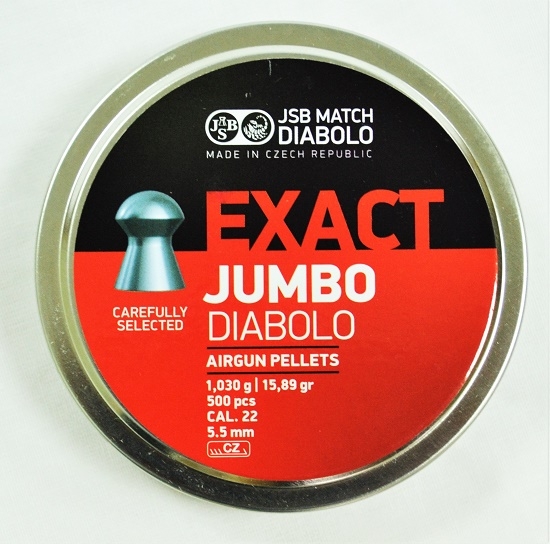 JSB
JSB MATCH
DIABOLO
MADE IN CZECH REPUBLIC
EXACT
JUMBO
DIABOLO
CAREFULLY
SELECTED
AIRGUN PELLETS
1,030 g | 15,89 gr
500 pcs
CAL. 22
5.5 mm
CZ